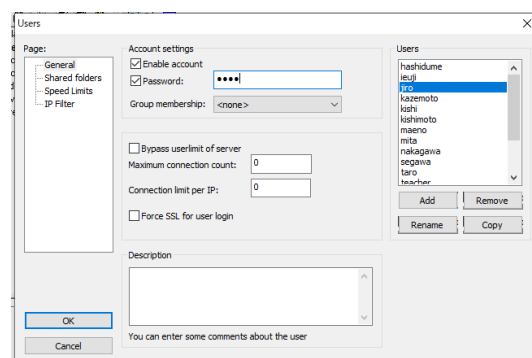 Users
Page:
General
Shared folders
Speed Limits
IP Filter
OK
Cancel
Account settings
Enable account
Password:
••••
Group membership:
<none>
Bypass userlimit of server
Maximum connection count:
0
Connection limit per IP:
0
Force SSL for user login
Description
You can enter some comments about the user
Users
hashidume
ieuji
jiro
kazemoto
kishi
kishimoto
maeno
mita
nakagawa
segawa
taro
teacher
Add
Remove
Rename
Copy